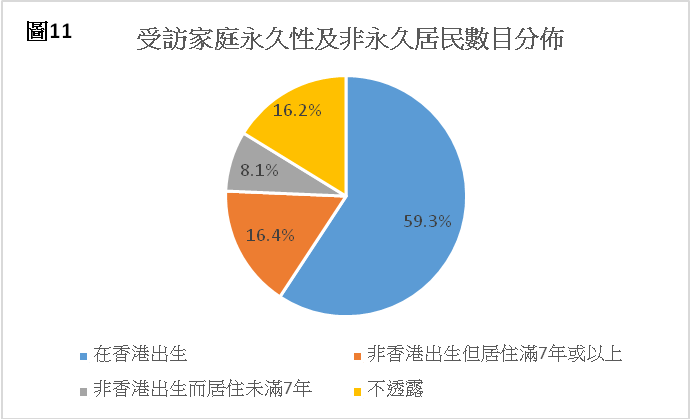 圖11
受訪家庭永久性及非永久居民數目分佈
16.2%
8.1%
59.3%
16.4%
在香港出生
非香港出生但居住滿7年或以上
非香港出生而居住未滿7年
不透露